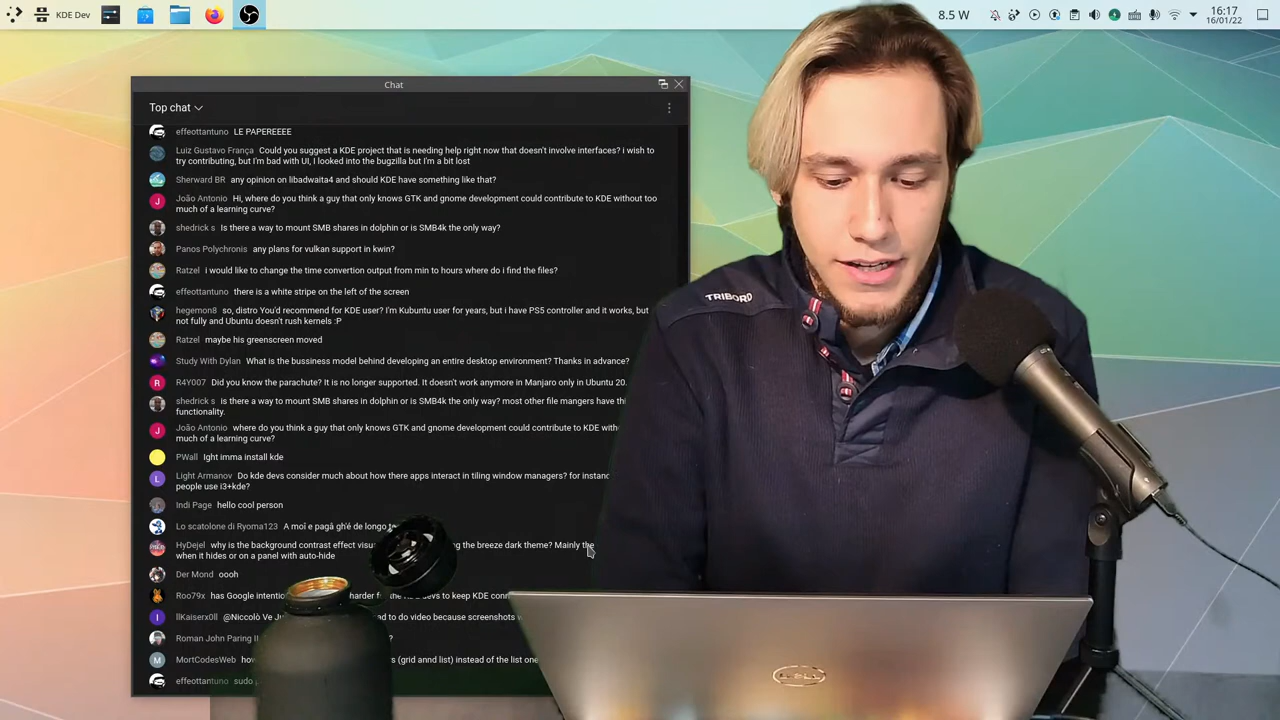 KDE Dev
8.5 W
16:17
16/01/22
Chat
Top chat
effeottantuno LE PAPEREEEE
Luiz Gustavo França Could you suggest a KDE project that is needing help right now that doesn't involve interfaces? i wish to
try contributing, but I'm bad with UI, I looked into the bugzilla but I'm a bit lost
Sherward BR any opinion on libadwaita4 and should KDE have something like that?
J João Antonio Hi, where do you think a guy that only knows GTK and gnome development could contribute to KDE without too
much of a learning curve?
shedrick s Is there a way to mount SMB shares in dolphin or is SMB4k the only way?
Panos Polychronis any plans for vulkan support in kwin?
Ratzel i would like to change the time convertion output from min to hours where do i find the files?
effeottantuno there is a white stripe on the left of the screen
hegemon8 so, distro You'd recommend for KDE user? I'm Kubuntu user for years, but i have PS5 controller and it works, but
not fully and Ubuntu doesn't rush kernels :P
Ratzel maybe his greenscreen moved
Study With Dylan What is the bussiness model behind developing an entire desktop environment? Thanks in advance?
R R4Y007 Did you know the parachute? It is no longer supported. It doesn't work anymore in Manjaro only in Ubuntu 20.
shedrick s is there a way to mount SMB shares in dolphin or is SMB4k the only way? most other file mangers have thi
functionality.
J João Antonio where do you think a guy that only knows GTK and gnome development could contribute to KDE with
much of a learning curve?
PWall Ight imma install kde
L Light Armanov Do kde devs consider much about how there apps interact in tiling window managers? for instanc
people use i3+kde?
Indi Page hello cool person
Lo scatolone di Ryoma123 A moî e pagâ gh'é de longo
HyDejel why is the background contrast effect the breeze dark theme? Mainly the
when it hides or on a panel with auto-hide
Der Mond oooh
Roo79x has Google harder KDE devs to keep KDE
I llKaiserx0ll @Niccolò Ve to do video because screenshots
Roman John Paring ?
M MortCodesWeb (grid annd list) instead of the list one
effeottantuno sudo
TRIBORD
DELL